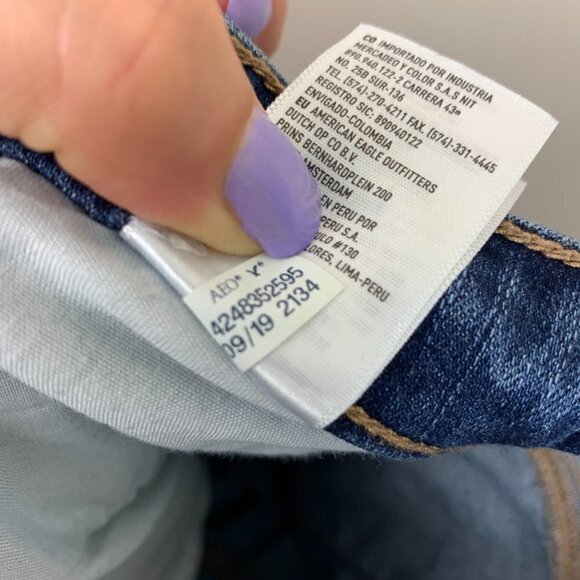 CO IMPORTADO POR INDUSTRIA
MERCADEO Y COLOR S.A.S NIT
890.940.122-2 CARRERA 43ª
NO. 25B SUR-136
TEL. (574)-270-4211 FAX. (574)-331-4445
REGISTRO SIC: 890940122
ENVIGADO-COLOMBIA
EU AMERICAN EAGLE OUTFITTERS
DUTCH OP CO B.V.
PRINS BERNHARDPLEIN 200
AMSTERDAM
EN PERU POR
PERU S.A.
#130
LIMA-PERU
AEO® Y®
4248352595
09/19 2134